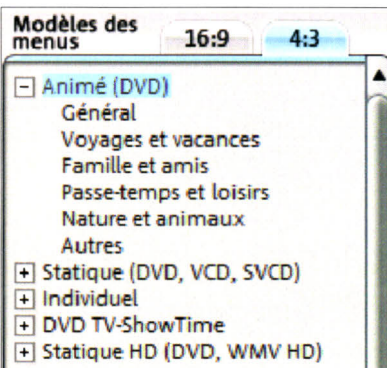 Modèles des
menus
16:9 4:3
Animé (DVD)
Général
Voyages et vacances
Famille et amis
Passe-temps et loisirs
Nature et animaux
Autres
Statique (DVD, VCD, SVCD)
Individuel
DVD TV-ShowTime
Statique HD (DVD, WMV HD)